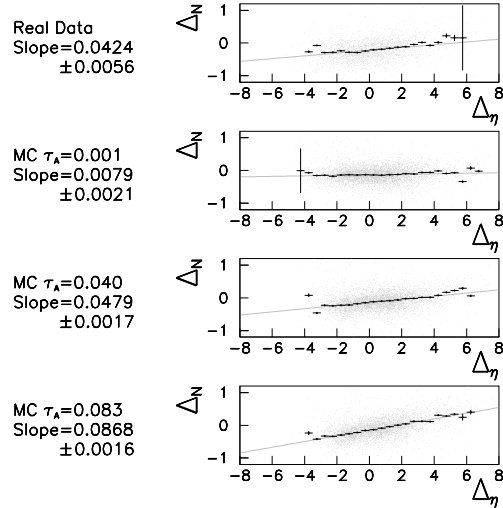 Real Data
Slope=0.0424
±0.0056
Δ_N
1
0
−1
−8 −6 −4 −2 0 2 4 6 8
Δ_η
MC τ_A=0.001
Slope=0.0079
±0.0021
Δ_N
1
0
−1
−8 −6 −4 −2 0 2 4 6 8
Δ_η
MC τ_A=0.040
Slope=0.0479
±0.0017
Δ_N
1
0
−1
−8 −6 −4 −2 0 2 4 6 8
Δ_η
MC τ_A=0.083
Slope=0.0868
±0.0016
Δ_N
1
0
−1
−8 −6 −4 −2 0 2 4 6 8
Δ_η